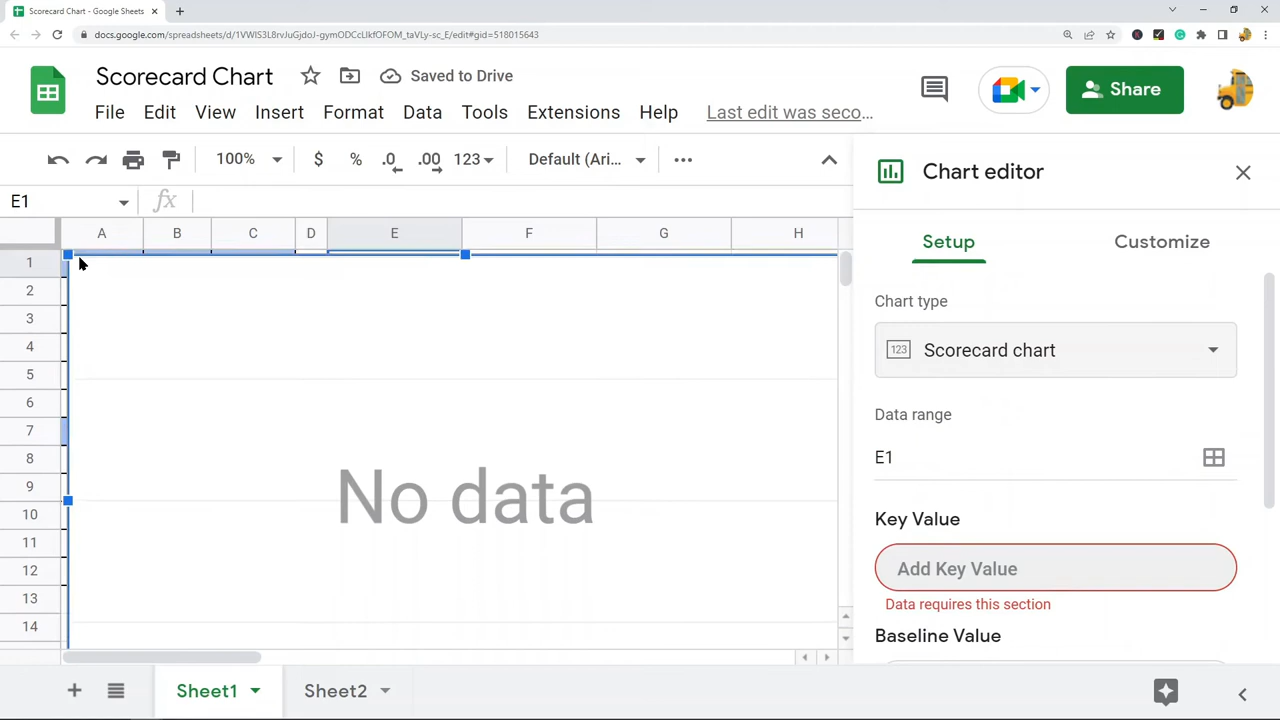 Scorecard Chart - Google Sheets
docs.google.com/spreadsheets/d/1VWIS3L8rvJuGjdoJ-gymODCcLlkfOFOM_taVLy-sc_E/edit#gid=518015643
Scorecard Chart
Saved to Drive
Share
File Edit View Insert Format Data Tools Extensions Help Last edit was seco...
100% $ % .0 .00 123 Default (Ari... ...
E1 fx
Chart editor
A B C D E F G H
Setup Customize
1
2
3
4
5
6
7
8
9
10
11
12
13
14
No data
Chart type
123 Scorecard chart
Data range
E1
Key Value
Add Key Value
Data requires this section
Baseline Value
Sheet1 Sheet2